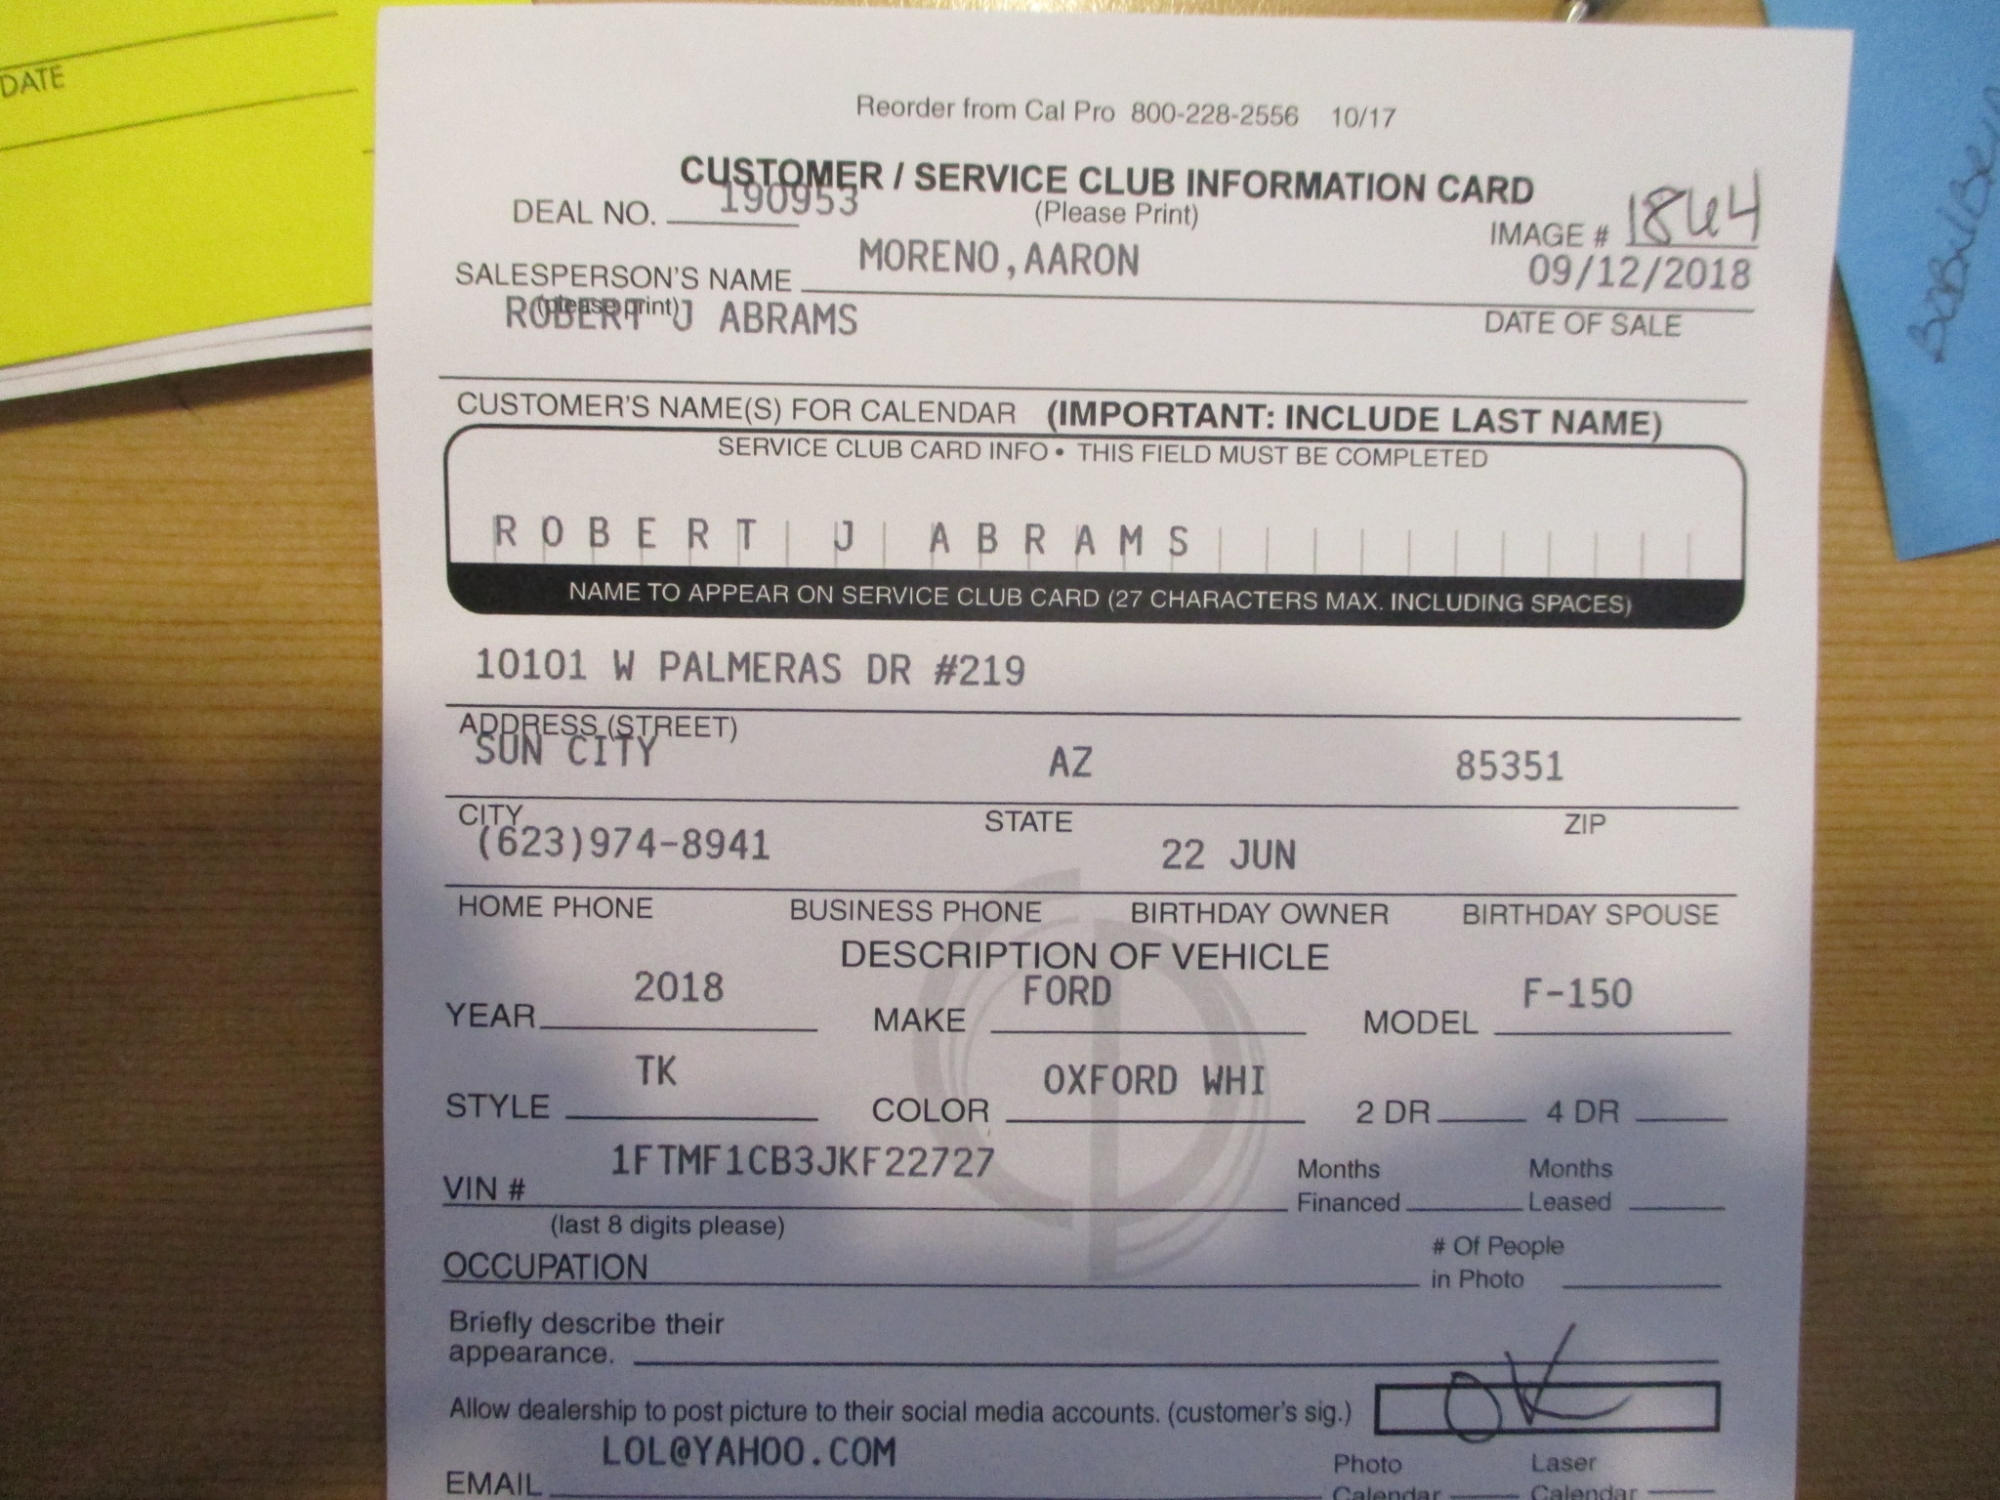 DATE
Reorder from Cal Pro 800-228-2556 10/17
CUSTOMER / SERVICE CLUB INFORMATION CARD
DEAL NO. 190953 (Please Print)
IMAGE # 1844
SALESPERSON'S NAME MORENO,AARON 09/12/2018
(please print) DATE OF SALE
ROBERT J ABRAMS
CUSTOMER'S NAME(S) FOR CALENDAR (IMPORTANT: INCLUDE LAST NAME)
SERVICE CLUB CARD INFO • THIS FIELD MUST BE COMPLETED
ROBERT J ABRAMS
NAME TO APPEAR ON SERVICE CLUB CARD (27 CHARACTERS MAX. INCLUDING SPACES)
10101 W PALMERAS DR #219
ADDRESS (STREET)
SUN CITY AZ 85351
CITY STATE ZIP
(623)974-8941 22 JUN
HOME PHONE BUSINESS PHONE BIRTHDAY OWNER BIRTHDAY SPOUSE
DESCRIPTION OF VEHICLE
YEAR 2018 MAKE FORD MODEL F-150
STYLE TK COLOR OXFORD WHI 2 DR 4 DR
VIN # 1FTMF1CB3JKF22727 Months Financed Months Leased
(last 8 digits please)
OCCUPATION # Of People in Photo
Briefly describe their
appearance.
Allow dealership to post picture to their social media accounts. (customer's sig.) OK
LOL@YAHOO.COM
EMAIL Photo Calendar Laser Calendar